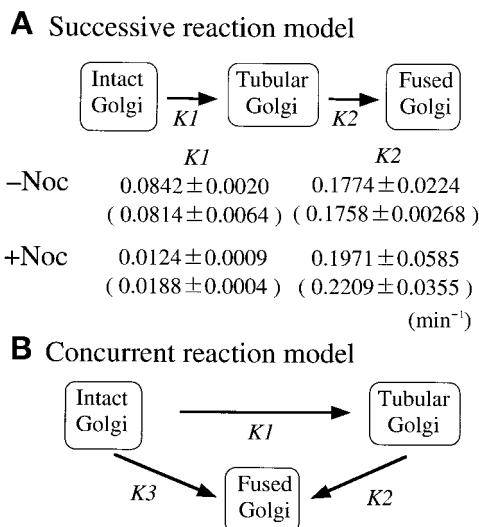 A Successive reaction model
Intact Golgi
Tubular Golgi
Fused Golgi
K1
K2
K1 K2
−Noc 0.0842±0.0020 0.1774±0.0224
(0.0814±0.0064) (0.1758±0.00268)
+Noc 0.0124±0.0009 0.1971±0.0585
(0.0188±0.0004) (0.2209±0.0355)
(min⁻¹)
B Concurrent reaction model
Intact Golgi
Tubular Golgi
K1
K3
Fused Golgi
K2